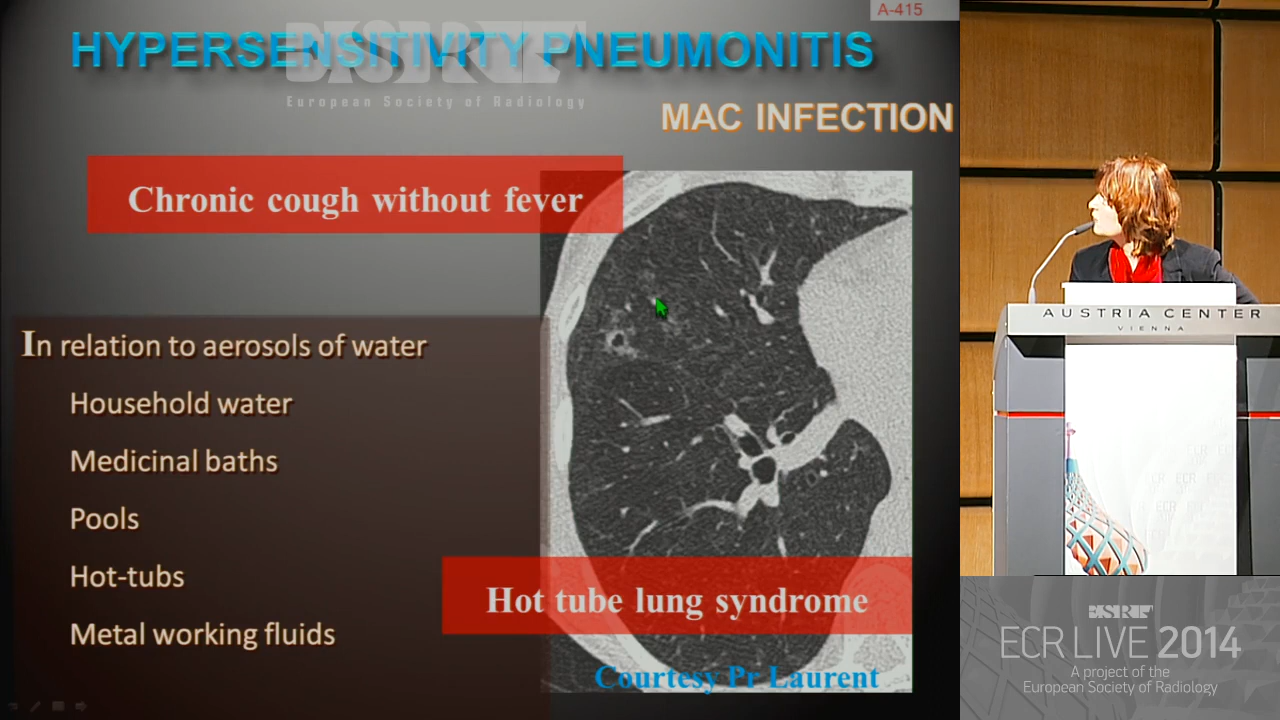 A-415
HYPERSENSITIVITY PNEUMONITIS
European Society of Radiology
MAC INFECTION
Chronic cough without fever
In relation to aerosols of water
Household water
Medicinal baths
Pools
Hot-tubs
Metal working fluids
Hot tube lung syndrome
Courtesy Pr Laurent
AUSTRIA CENTER
VIENNA
ECR LIVE 2014
A project of the
European Society of Radiology